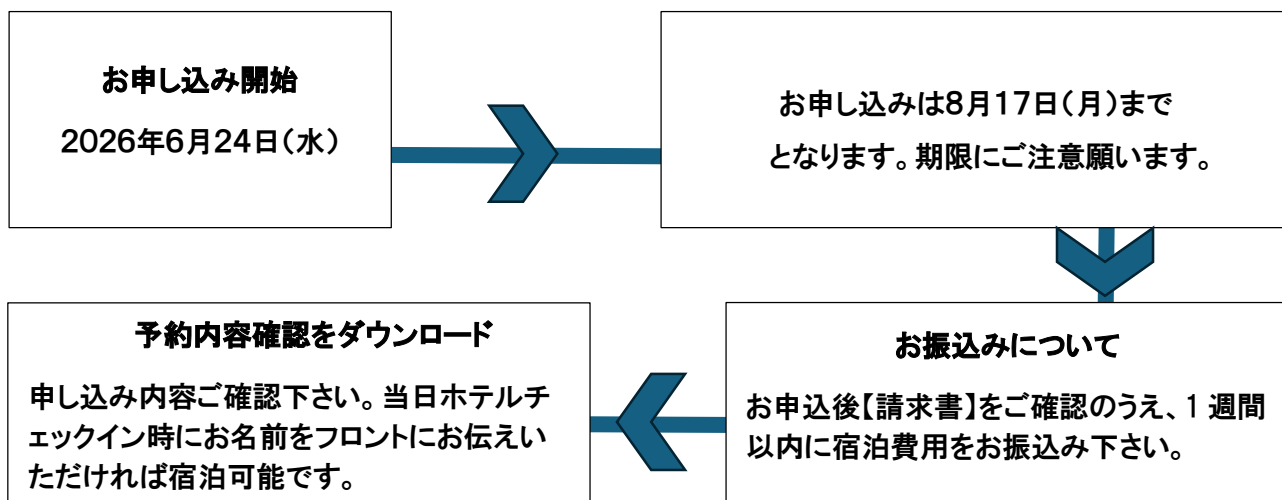 お申し込み開始
2026年6月24日(水)
お申し込みは8月17日(月)まで
となります。期限にご注意願います。
お振込みについて
お申込後【請求書】をご確認のうえ、1 週間
以内に宿泊費用をお振込み下さい。
予約内容確認をダウンロード
申し込み内容ご確認下さい。当日ホテルチ
ェックイン時にお名前をフロントにお伝えい
ただければ宿泊可能です。